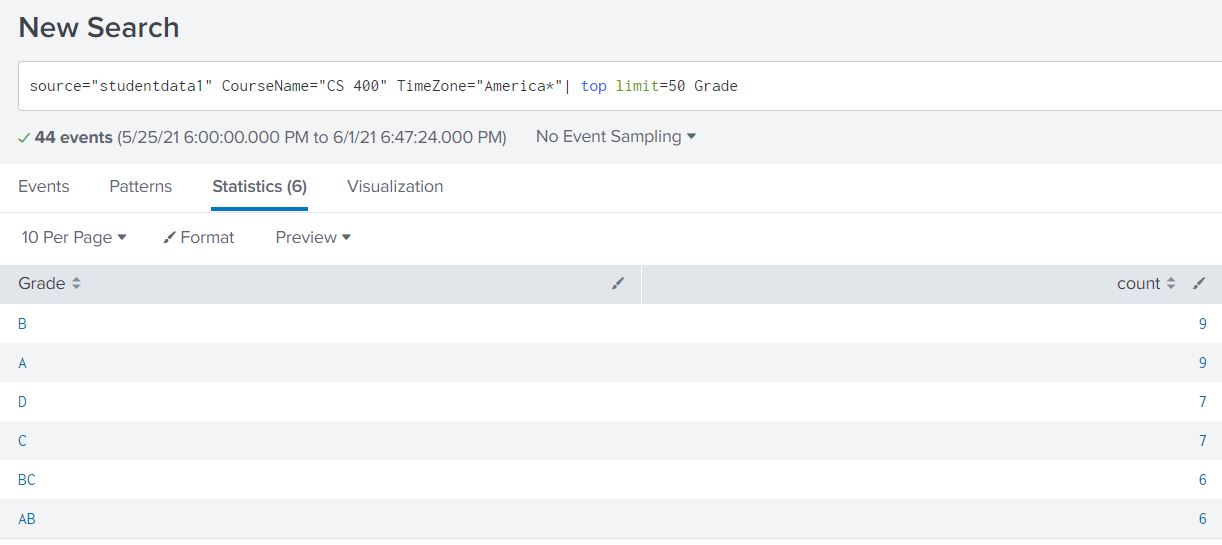 New Search
source="studentdata1" CourseName="CS 400" TimeZone="America*"| top limit=50 Grade
44 events (5/25/21 6:00:00.000 PM to 6/1/21 6:47:24.000 PM) No Event Sampling
Events Patterns Statistics (6) Visualization
10 Per Page Format Preview
Grade count
B 9
A 9
D 7
C 7
BC 6
AB 6